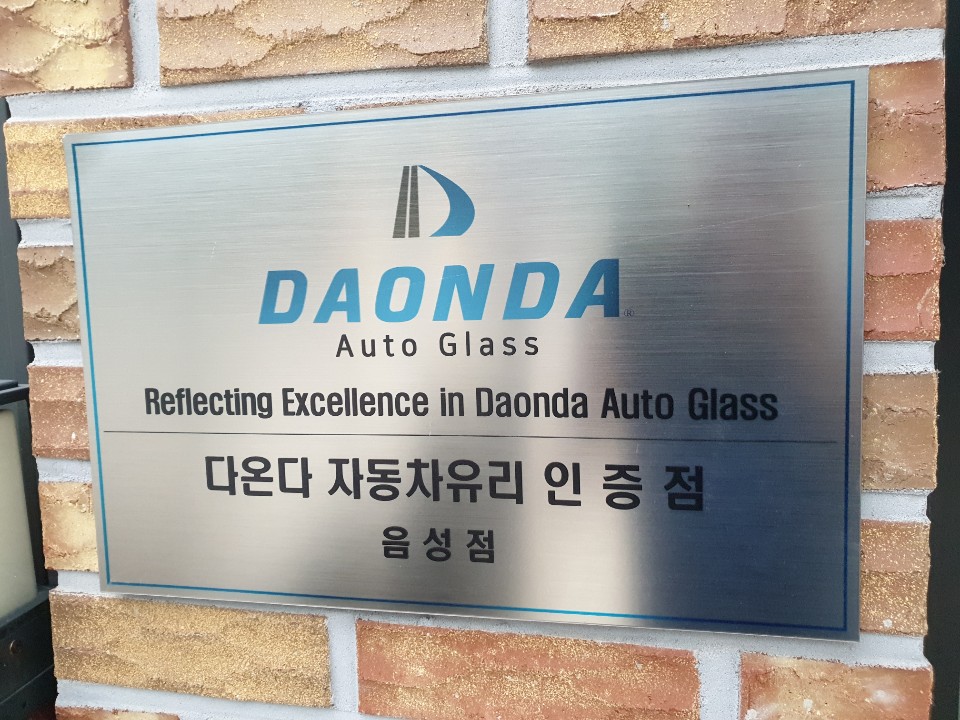 DAONDA®
Auto Glass
Reflecting Excellence in Daonda Auto Glass
다온다 자동차유리 인 증 점
음 성 점